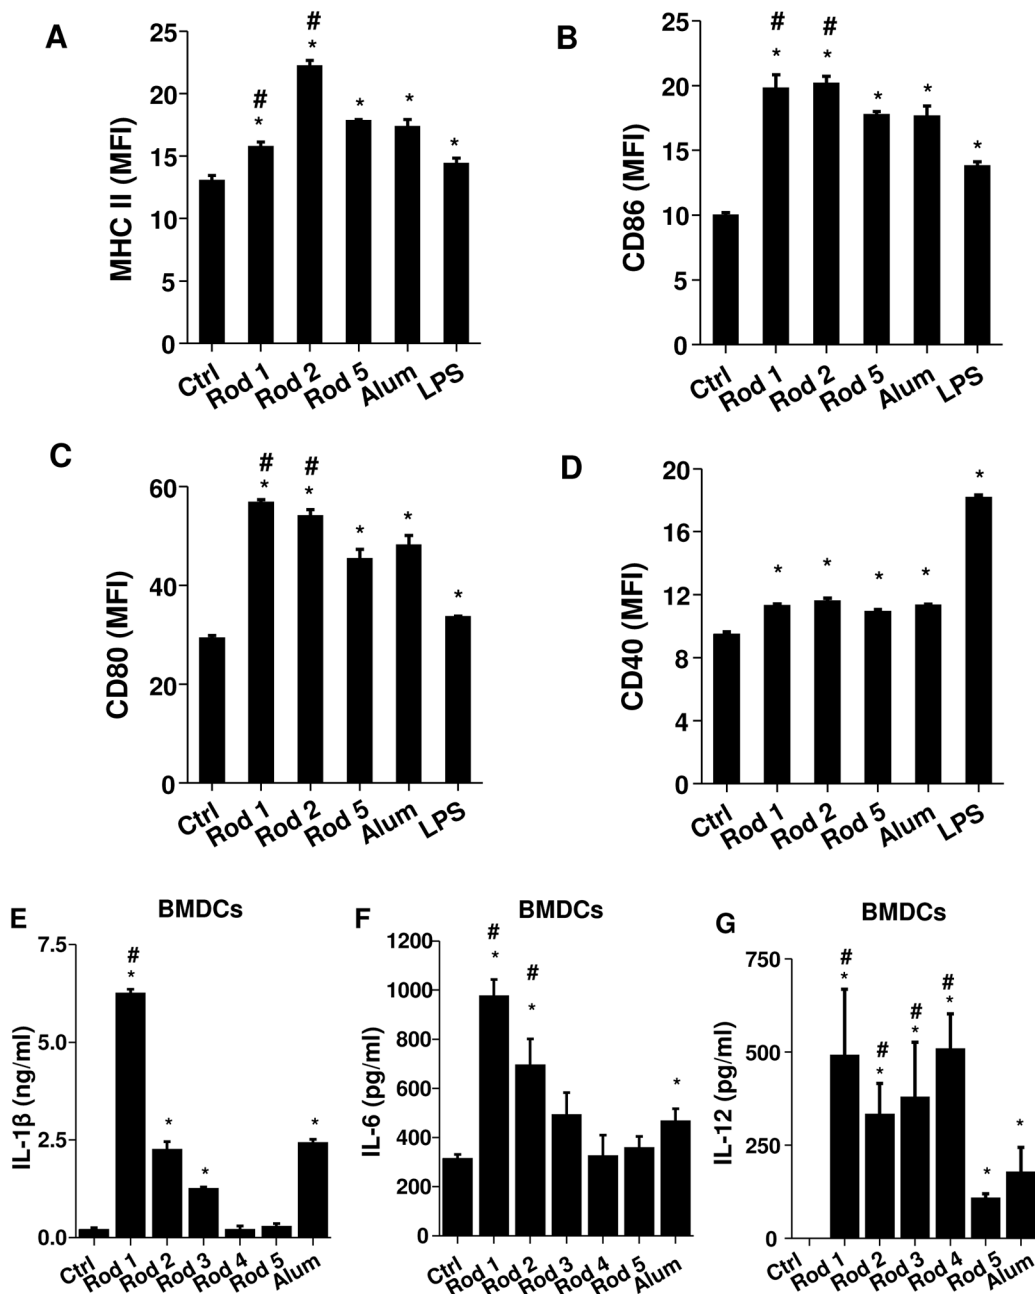 A
MHC II (MFI)
25
20
15
10
5
0
#
*
#
*
*
*
*
Ctrl
Rod 1
Rod 2
Rod 5
Alum
LPS
B
CD86 (MFI)
25
20
15
10
5
0
#
*
#
*
*
*
*
Ctrl
Rod 1
Rod 2
Rod 5
Alum
LPS
C
CD80 (MFI)
60
40
20
0
#
*
#
*
*
*
*
Ctrl
Rod 1
Rod 2
Rod 5
Alum
LPS
D
CD40 (MFI)
20
16
12
8
4
0
*
*
*
*
*
Ctrl
Rod 1
Rod 2
Rod 5
Alum
LPS
E
BMDCs
IL-1β (ng/ml)
7.5
5.0
2.5
0.0
#
*
*
*
*
Ctrl
Rod 1
Rod 2
Rod 3
Rod 4
Rod 5
Alum
F
BMDCs
IL-6 (pg/ml)
1200
1000
800
600
400
200
0
#
*
#
*
*
Ctrl
Rod 1
Rod 2
Rod 3
Rod 4
Rod 5
Alum
G
BMDCs
IL-12 (pg/ml)
750
500
250
0
#
*
#
*
#
*
#
*
*
*
Ctrl
Rod 1
Rod 2
Rod 3
Rod 4
Rod 5
Alum